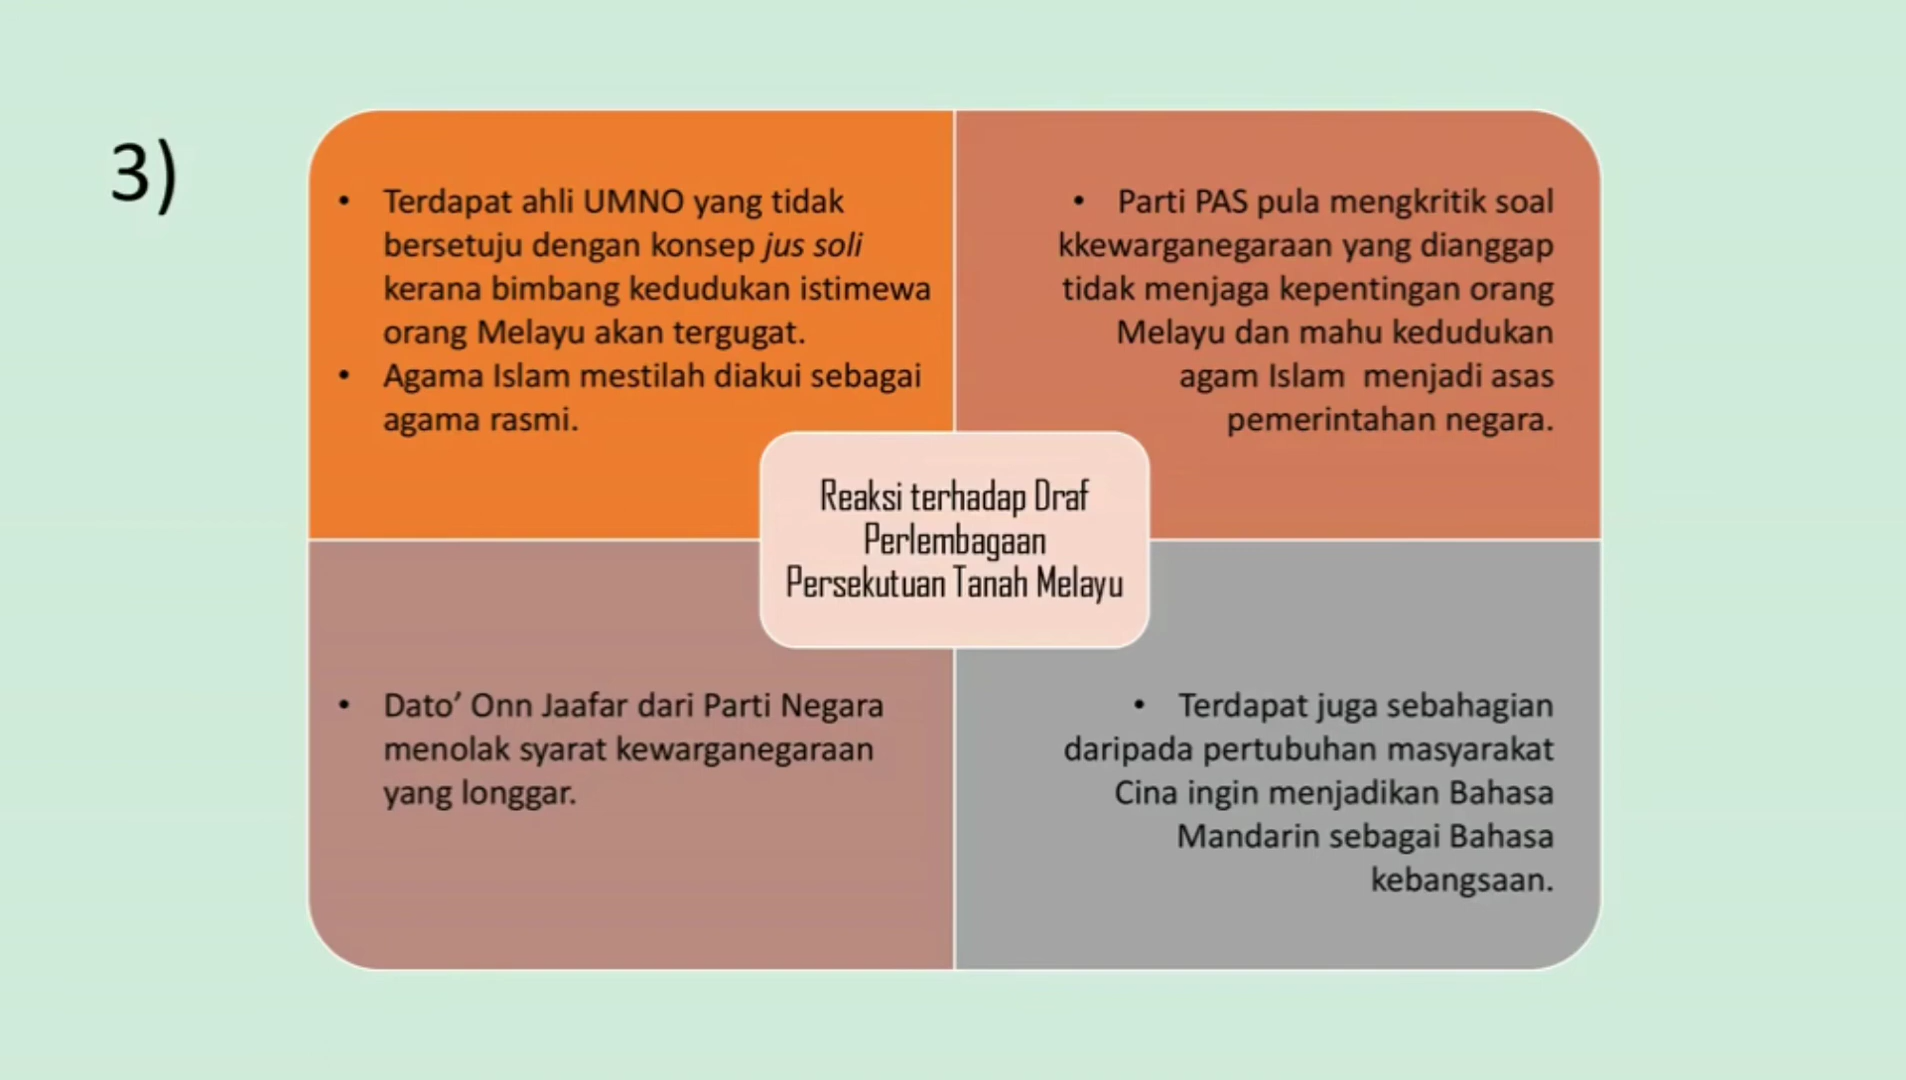 3)
• Terdapat ahli UMNO yang tidak
bersetuju dengan konsep jus soli
kerana bimbang kedudukan istimewa
orang Melayu akan tergugat.
• Agama Islam mestilah diakui sebagai
agama rasmi.
• Parti PAS pula mengkritik soal
kkewarganegaraan yang dianggap
tidak menjaga kepentingan orang
Melayu dan mahu kedudukan
agam Islam menjadi asas
pemerintahan negara.
Reaksi terhadap Draf
Perlembagaan
Persekutuan Tanah Melayu
• Dato’ Onn Jaafar dari Parti Negara
menolak syarat kewarganegaraan
yang longgar.
• Terdapat juga sebahagian
daripada pertubuhan masyarakat
Cina ingin menjadikan Bahasa
Mandarin sebagai Bahasa
kebangsaan.